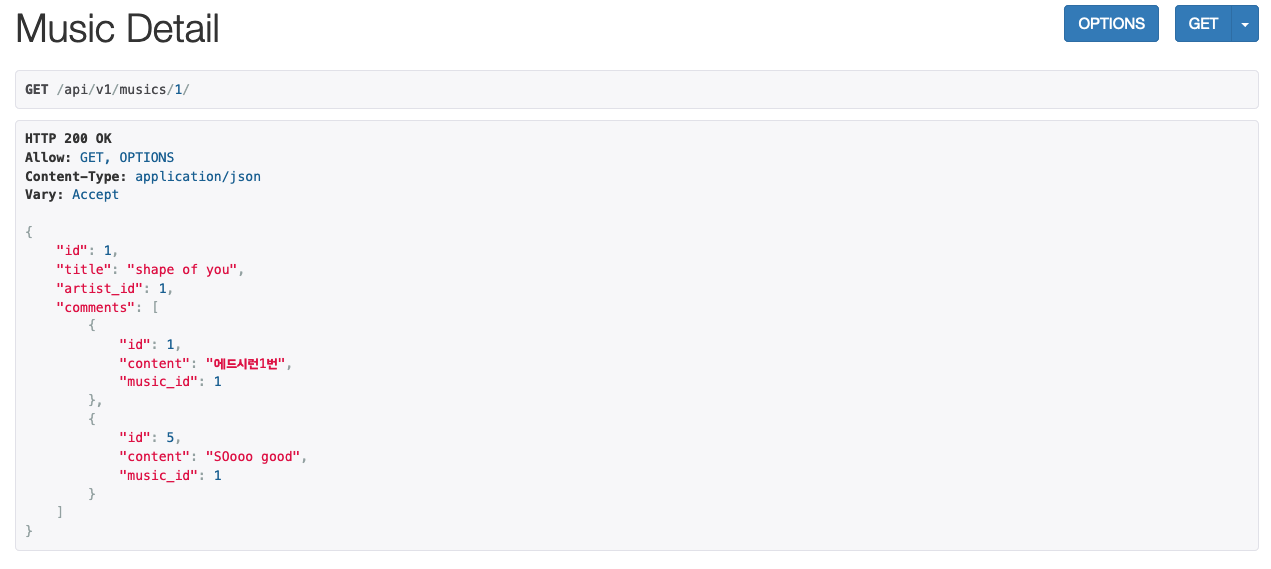 Music Detail
OPTIONS
GET
GET /api/v1/musics/1/
HTTP 200 OK
Allow: GET, OPTIONS
Content-Type: application/json
Vary: Accept
{
    "id": 1,
    "title": "shape of you",
    "artist_id": 1,
    "comments": [
        {
            "id": 1,
            "content": "에드시런1번",
            "music_id": 1
        },
        {
            "id": 5,
            "content": "SOooo good",
            "music_id": 1
        }
    ]
}